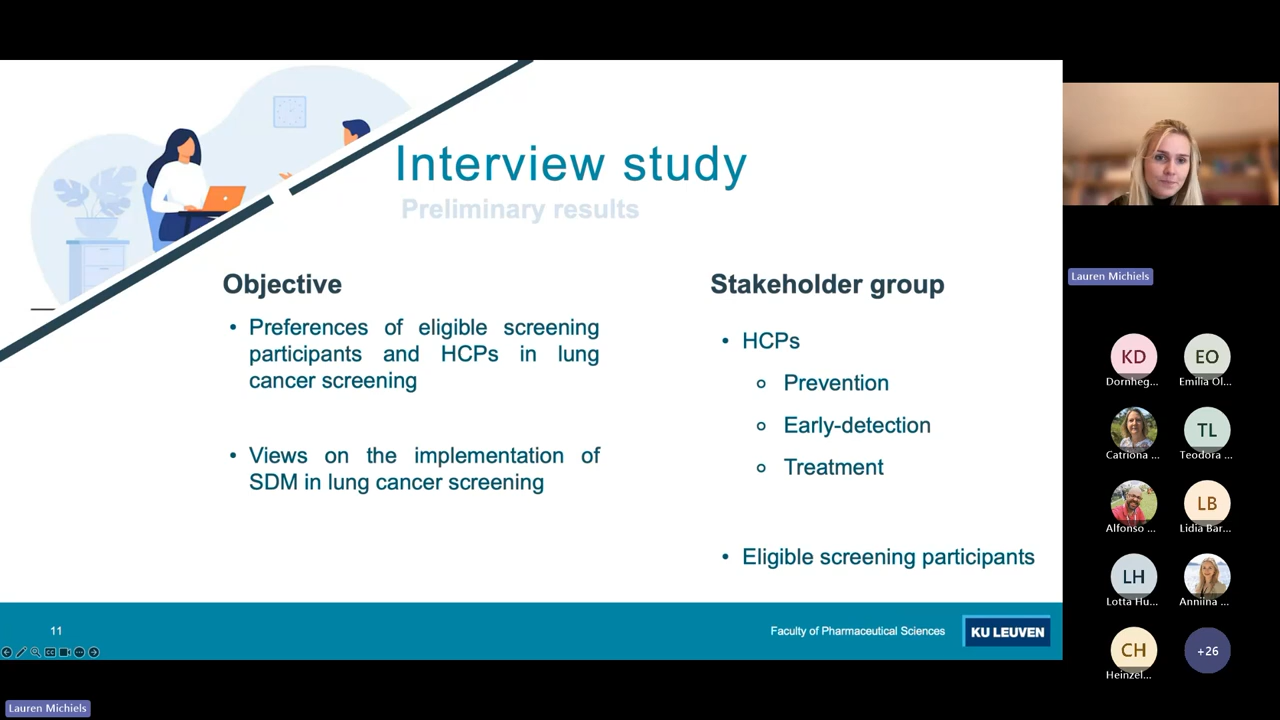 Interview study
Preliminary results
Objective
• Preferences of eligible screening
participants and HCPs in lung
cancer screening
• Views on the implementation of
SDM in lung cancer screening
Stakeholder group
• HCPs
Prevention
Early-detection
Treatment
• Eligible screening participants
11
Faculty of Pharmaceutical Sciences
KU LEUVEN
Lauren Michiels
KD
Dornheg...
EO
Emilia Ol...
Catriona ...
TL
Teodora ...
Alfonso ...
LB
Lidia Bar...
LH
Lotta Hu...
Anniina ...
CH
Heinzel...
+26
Lauren Michiels